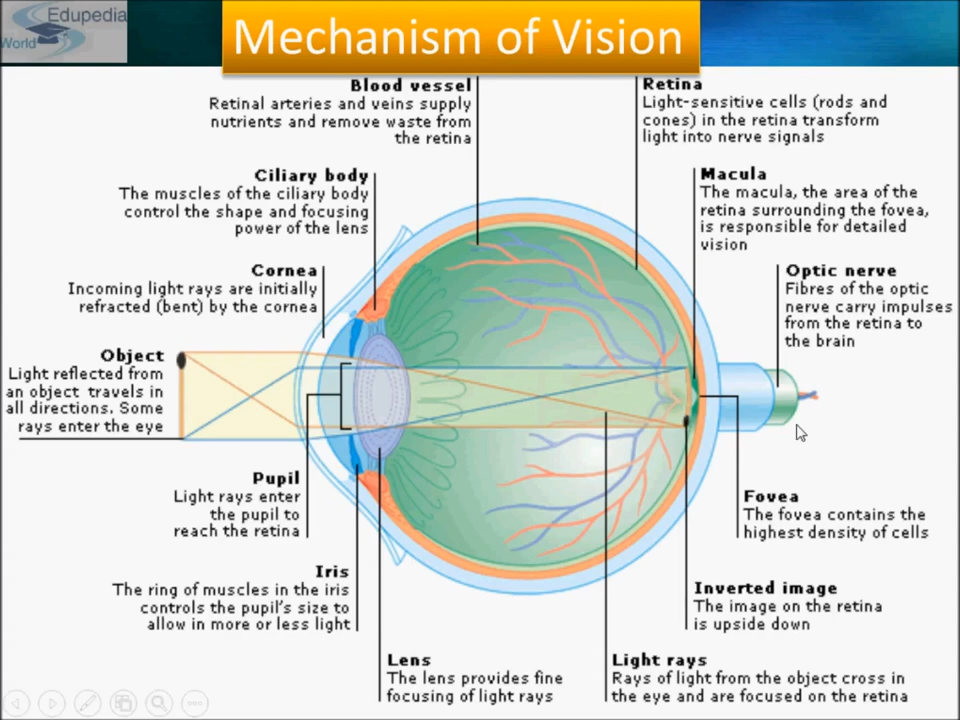 Edupedia
World
Mechanism of Vision
Blood vessel
Retinal arteries and veins supply
nutrients and remove waste from
the retina
Retina
Light-sensitive cells (rods and
cones) in the retina transform
light into nerve signals
Ciliary body
The muscles of the ciliary body
control the shape and focusing
power of the lens
Macula
The macula, the area of the
retina surrounding the fovea,
is responsible for detailed
vision
Cornea
Incoming light rays are initially
refracted (bent) by the cornea
Optic nerve
Fibres of the optic
nerve carry impulses
from the retina to
the brain
Object
Light reflected from
an object travels in
all directions. Some
rays enter the eye
Pupil
Light rays enter
the pupil to
reach the retina
Fovea
The fovea contains the
highest density of cells
Iris
The ring of muscles in the iris
controls the pupil's size to
allow in more or less light
Inverted image
The image on the retina
is upside down
Lens
The lens provides fine
focusing of light rays
Light rays
Rays of light from the object cross in
the eye and are focused on the retina